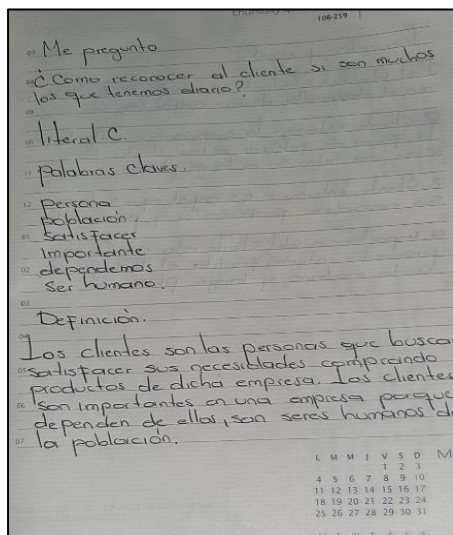 106-259
Me pregunto
¿Como reconocer al cliente si son muchos
los que tenemos diario?
literal C.
palabras claves.
Persona
población.
Satisfacer
Importante
dependemos
Ser humano.
Definición.
Los clientes son las personas que busca
satisfacer sus necesidades comprando
productos de dicha empresa. Los clientes
son importantes en una empresa porque
dependen de ellos, son seres humanos d
la población.
L M M J V S D M
1 2 3
4 5 6 7 8 9 10
11 12 13 14 15 16 17
18 19 20 21 22 23 24
25 26 27 28 29 30 31